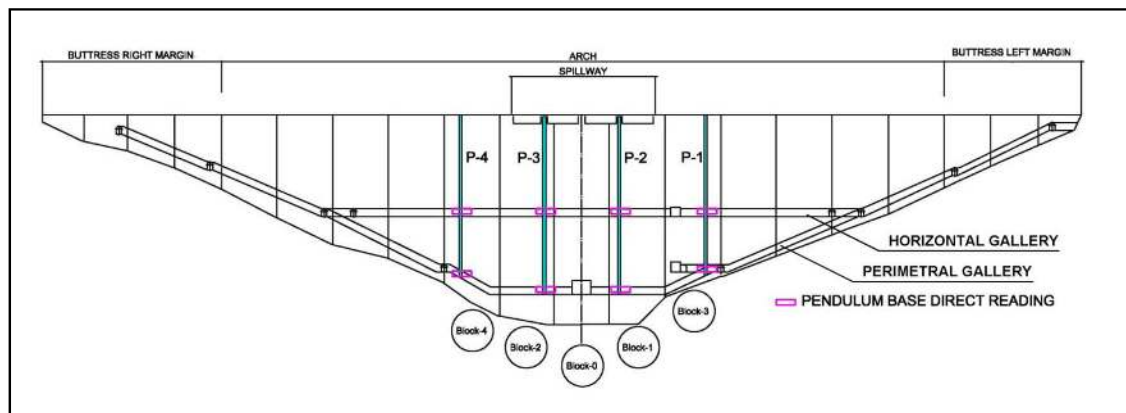 BUTTRESS RIGHT MARGIN
ARCH
BUTTRESS LEFT MARGIN
SPILLWAY
P-4
P-3
P-2
P-1
HORIZONTAL GALLERY
PERIMETRAL GALLERY
PENDULUM BASE DIRECT READING
Block-3
Block-4
Block-2
Block-1
Block-0